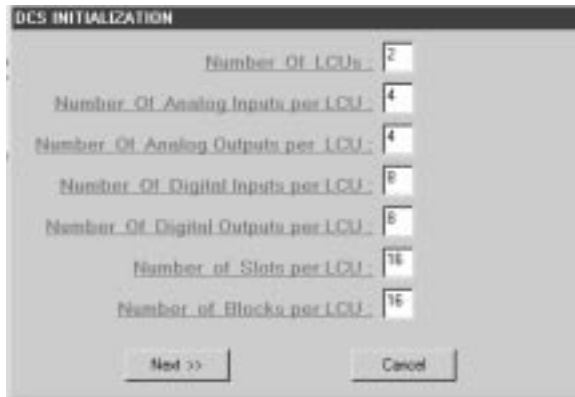 DCS INITIALIZATION
Number Of LCUs : 2
Number Of Analog Inputs per LCU : 4
Number Of Analog Outputs per LCU : 4
Number Of Digital Inputs per LCU : 8
Number Of Digital Outputs per LCU : 8
Number of Slots per LCU : 16
Number of Blocks per LCU : 16
Next >> Cancel